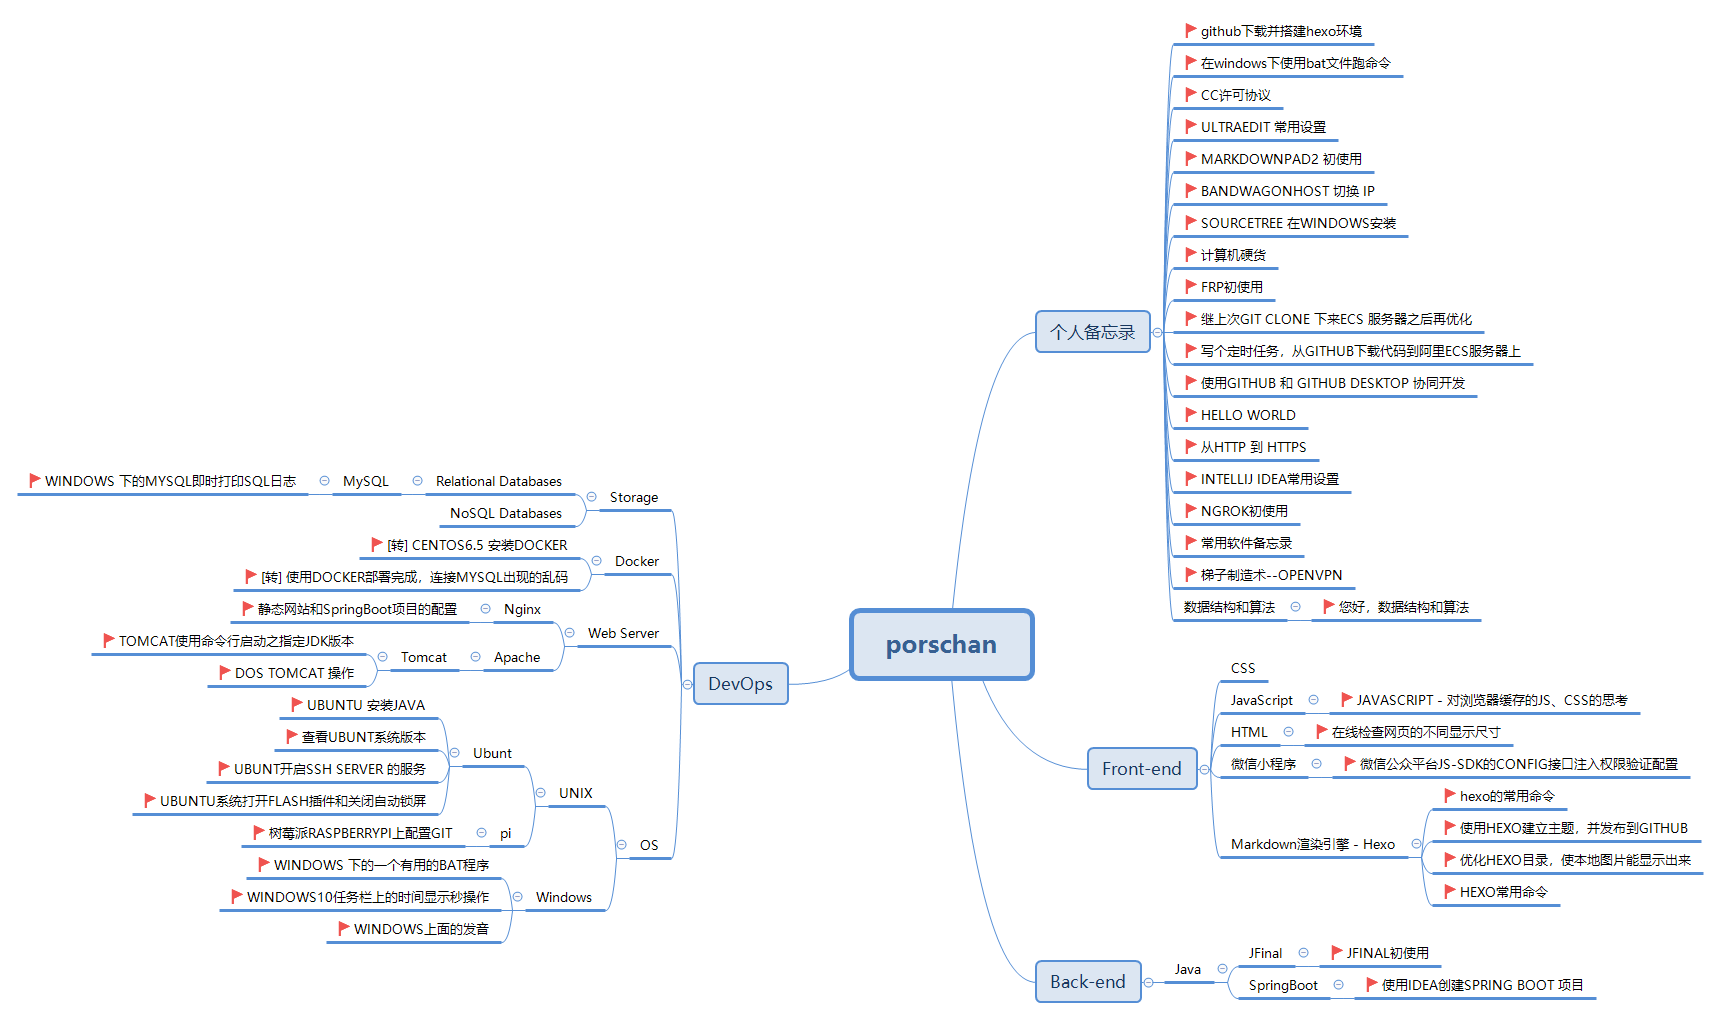 porschan
个人备忘录
github下载并搭建hexo环境
在windows下使用bat文件跑命令
CC许可协议
ULTRAEDIT 常用设置
MARKDOWNPAD2 初使用
BANDWAGONHOST 切换 IP
SOURCETREE 在WINDOWS安装
计算机硬货
FRP初使用
继上次GIT CLONE 下来ECS 服务器之后再优化
写个定时任务，从GITHUB下载代码到阿里ECS服务器上
使用GITHUB 和 GITHUB DESKTOP 协同开发
HELLO WORLD
从HTTP 到 HTTPS
INTELLIJ IDEA常用设置
NGROK初使用
常用软件备忘录
梯子制造术--OPENVPN
数据结构和算法
您好，数据结构和算法
Front-end
CSS
JavaScript
JAVASCRIPT - 对浏览器缓存的JS、CSS的思考
HTML
在线检查网页的不同显示尺寸
微信小程序
微信公众平台JS-SDK的CONFIG接口注入权限验证配置
Markdown渲染引擎 - Hexo
hexo的常用命令
使用HEXO建立主题，并发布到GITHUB
优化HEXO目录，使本地图片能显示出来
HEXO常用命令
Back-end
Java
JFinal
JFINAL初使用
SpringBoot
使用IDEA创建SPRING BOOT 项目
DevOps
Storage
Relational Databases
MySQL
WINDOWS 下的MYSQL即时打印SQL日志
NoSQL Databases
Docker
[转] CENTOS6.5 安装DOCKER
[转] 使用DOCKER部署完成，连接MYSQL出现的乱码
Web Server
Nginx
静态网站和SpringBoot项目的配置
Apache
Tomcat
TOMCAT使用命令行启动之指定JDK版本
DOS TOMCAT 操作
OS
UNIX
Ubunt
UBUNTU 安装JAVA
查看UBUNT系统版本
UBUNT开启SSH SERVER 的服务
UBUNTU系统打开FLASH插件和关闭自动锁屏
pi
树莓派RASPBERRYPI上配置GIT
Windows
WINDOWS 下的一个有用的BAT程序
WINDOWS10任务栏上的时间显示秒操作
WINDOWS上面的发音